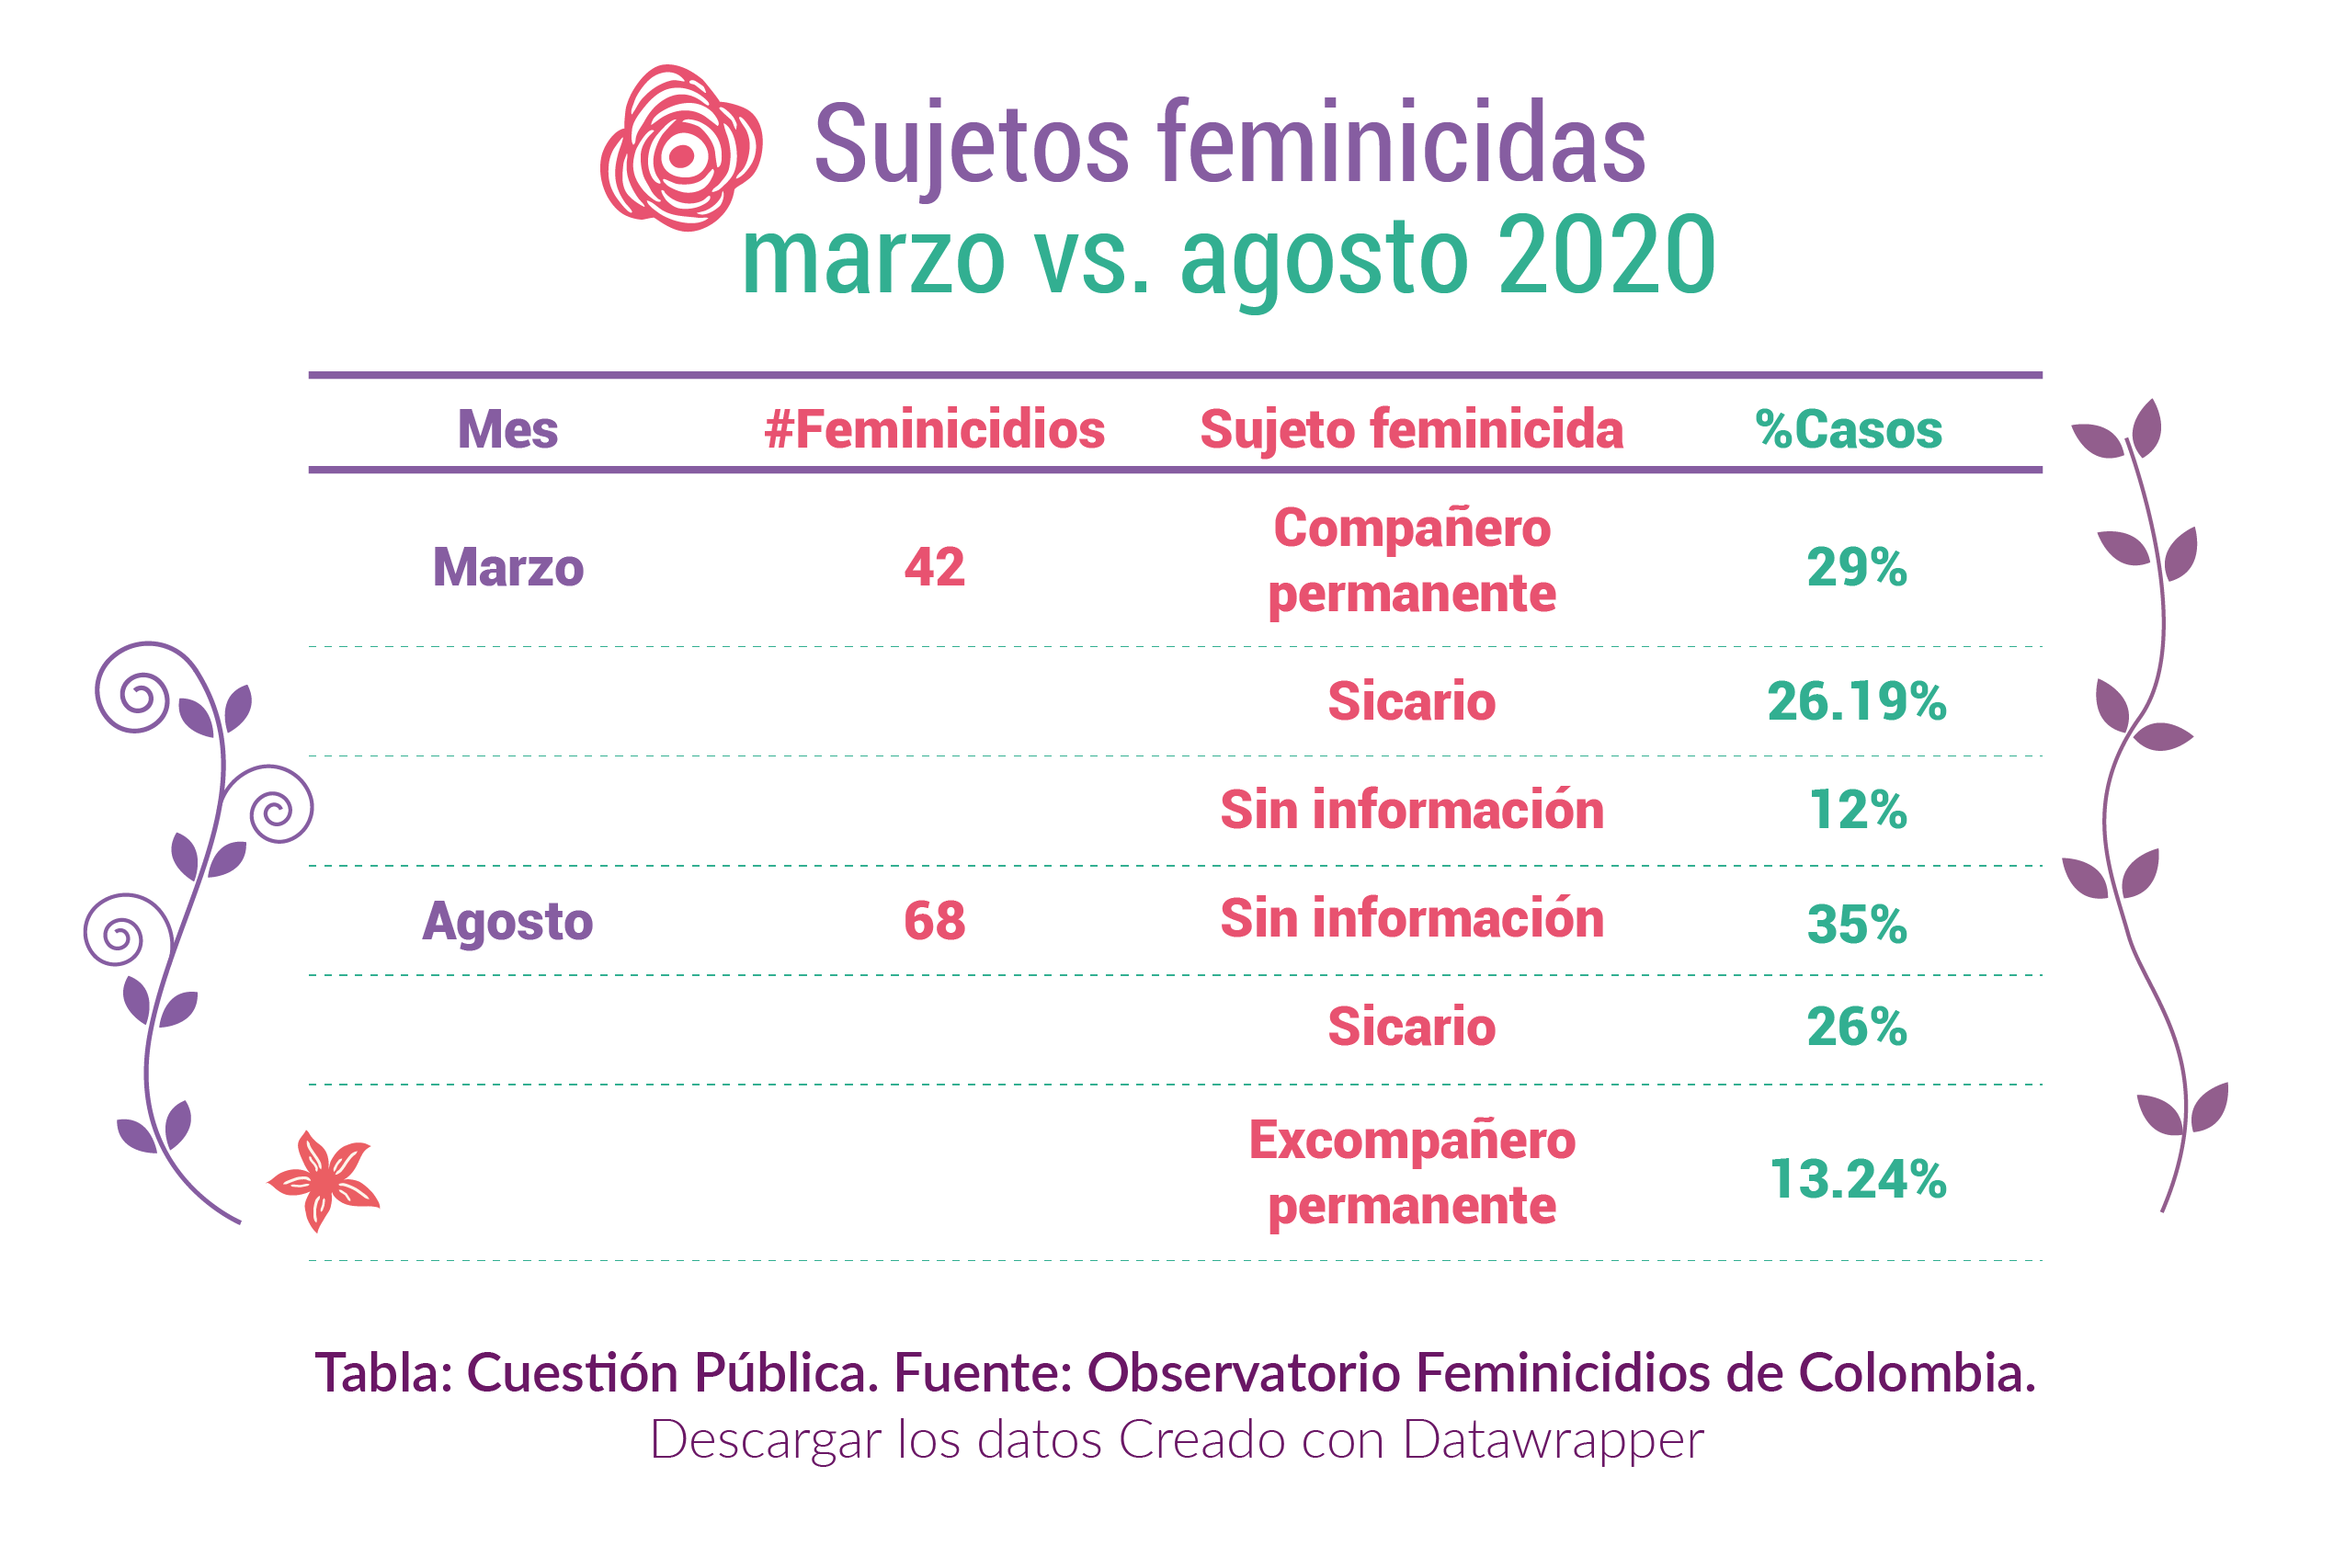 Sujetos feminicidas
marzo vs. agosto 2020
Mes #Feminicidios Sujeto feminicida %Casos
Marzo 42 Compañero permanente 29%
Sicario 26.19%
Sin información 12%
Agosto 68 Sin información 35%
Sicario 26%
Excompañero permanente 13.24%
Tabla: Cuestión Pública. Fuente: Observatorio Feminicidios de Colombia.
Descargar los datos Creado con Datawrapper